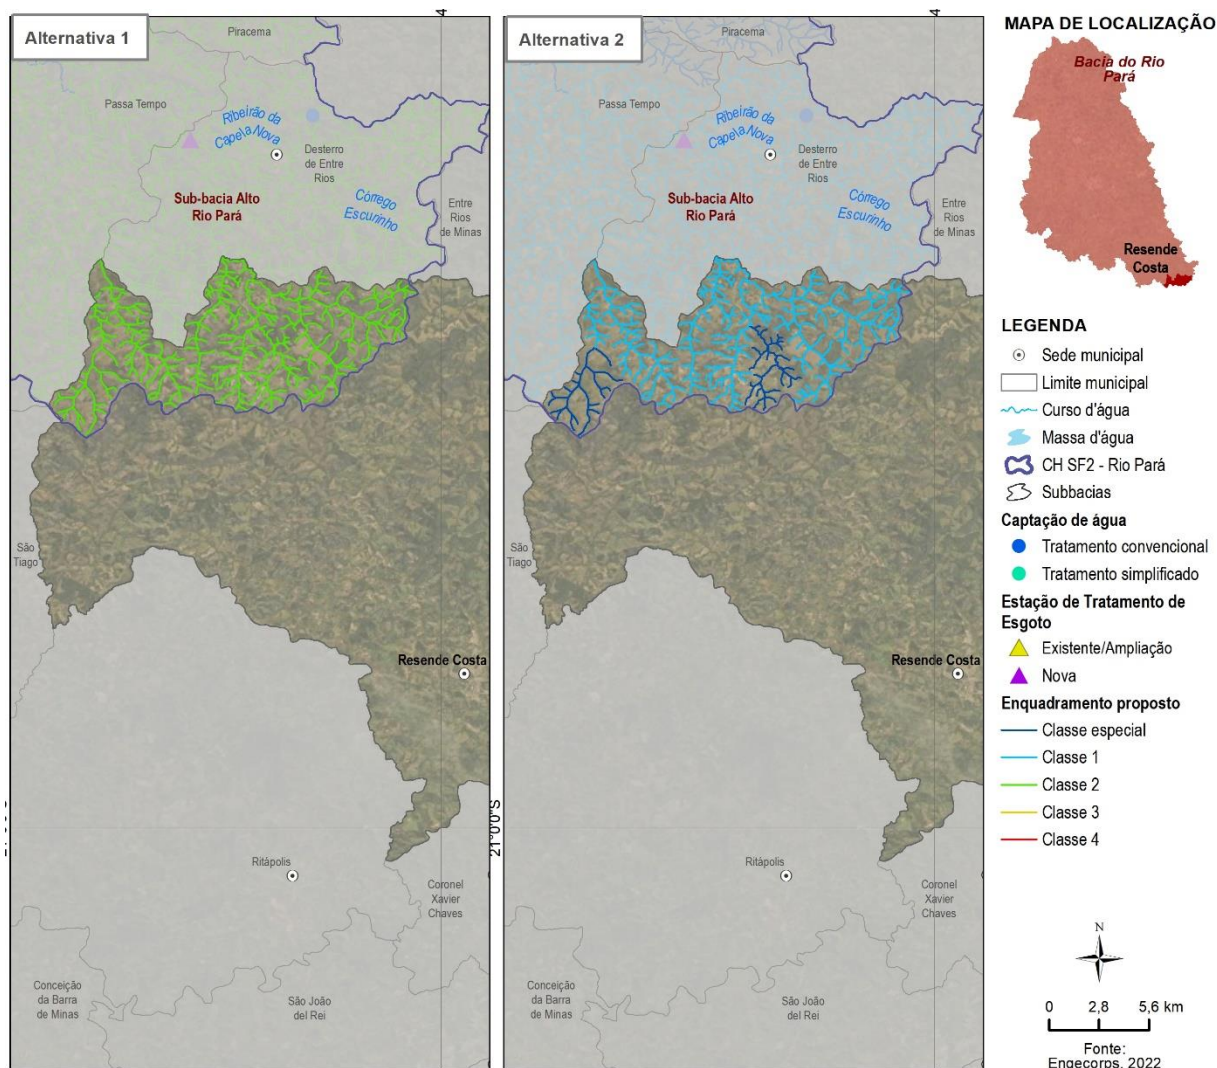 Alternativa 1
4
Piracema
Passa Tempo
Ribeirão da
Capela Nova
Desterro
de Entre
Rios
Sub-bacia Alto
Rio Pará
Córrego
Escurinho
Entre
Rios
de Minas
São
Tiago
Resende Costa
Ritápolis
Coronel
Xavier
Chaves
Conceição
da Barra
de Minas
São João
del Rei
Alternativa 2
4
Piracema
Passa Tempo
Ribeirão da
Capela Nova
Desterro
de Entre
Rios
Sub-bacia Alto
Rio Pará
Córrego
Escurinho
Entre
Rios
de Minas
São
Tiago
Resende Costa
21°0'0"S
Ritápolis
Coronel
Xavier
Chaves
Conceição
da Barra
de Minas
São João
del Rei
MAPA DE LOCALIZAÇÃO
Bacia do Rio
Pará
Resende
Costa
LEGENDA
Sede municipal
Limite municipal
Curso d'água
Massa d'água
CH SF2 - Rio Pará
Subbacias
Captação de água
Tratamento convencional
Tratamento simplificado
Estação de Tratamento de
Esgoto
Existente/Ampliação
Nova
Enquadramento proposto
Classe especial
Classe 1
Classe 2
Classe 3
Classe 4
N
0 2,8 5,6 km
Fonte:
Engecorps, 2022